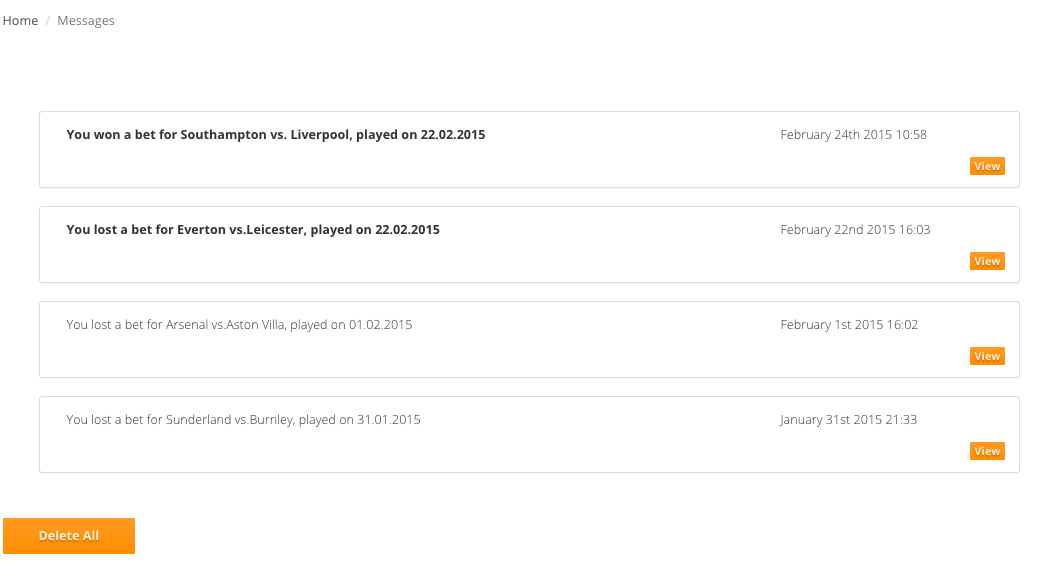 Home / Messages
You won a bet for Southampton vs. Liverpool, played on 22.02.2015 February 24th 2015 10:58
View
You lost a bet for Everton vs.Leicester, played on 22.02.2015 February 22nd 2015 16:03
View
You lost a bet for Arsenal vs.Aston Villa, played on 01.02.2015 February 1st 2015 16:02
View
You lost a bet for Sunderland vs.Burnley, played on 31.01.2015 January 31st 2015 21:33
View
Delete All